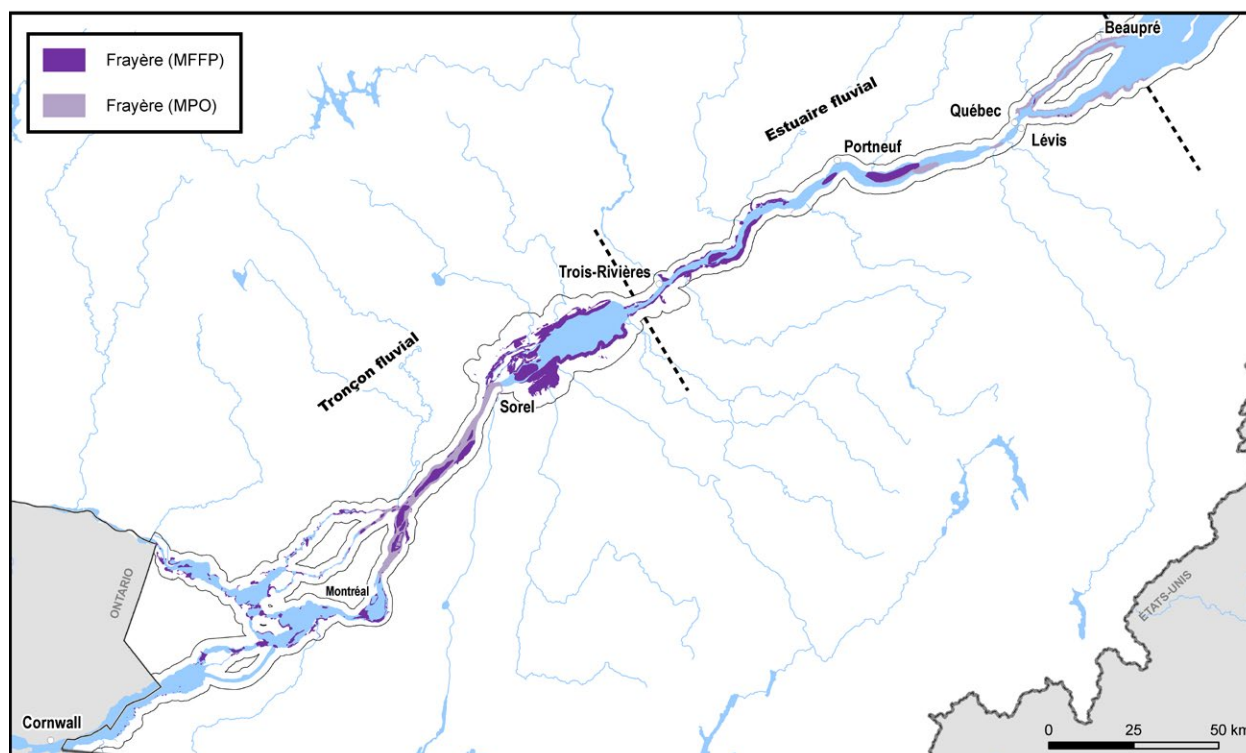 Frayère (MFFP)
Frayère (MPO)
Beaupré
Québec
Lévis
Estuaire fluvial
Portneuf
Trois-Rivières
Tronçon fluvial
Sorel
Montréal
ONTARIO
ÉTATS-UNIS
Cornwall
0 25 50 km